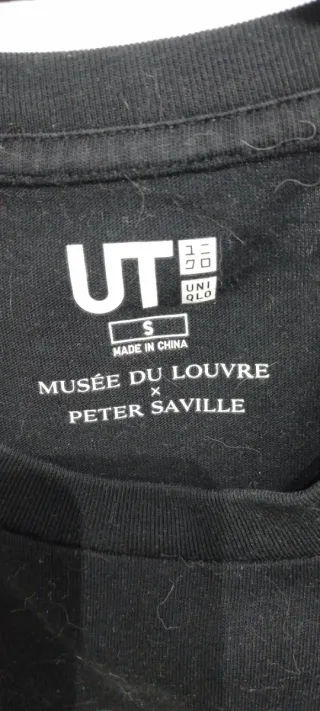 UT ユニ
クロ
UNI
QLO
S
MADE IN CHINA
MUSÉE DU LOUVRE
×
PETER SAVILLE